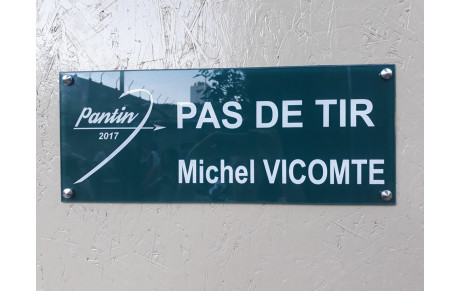 Pantin
2017
PAS DE TIR
Michel VICOMTE